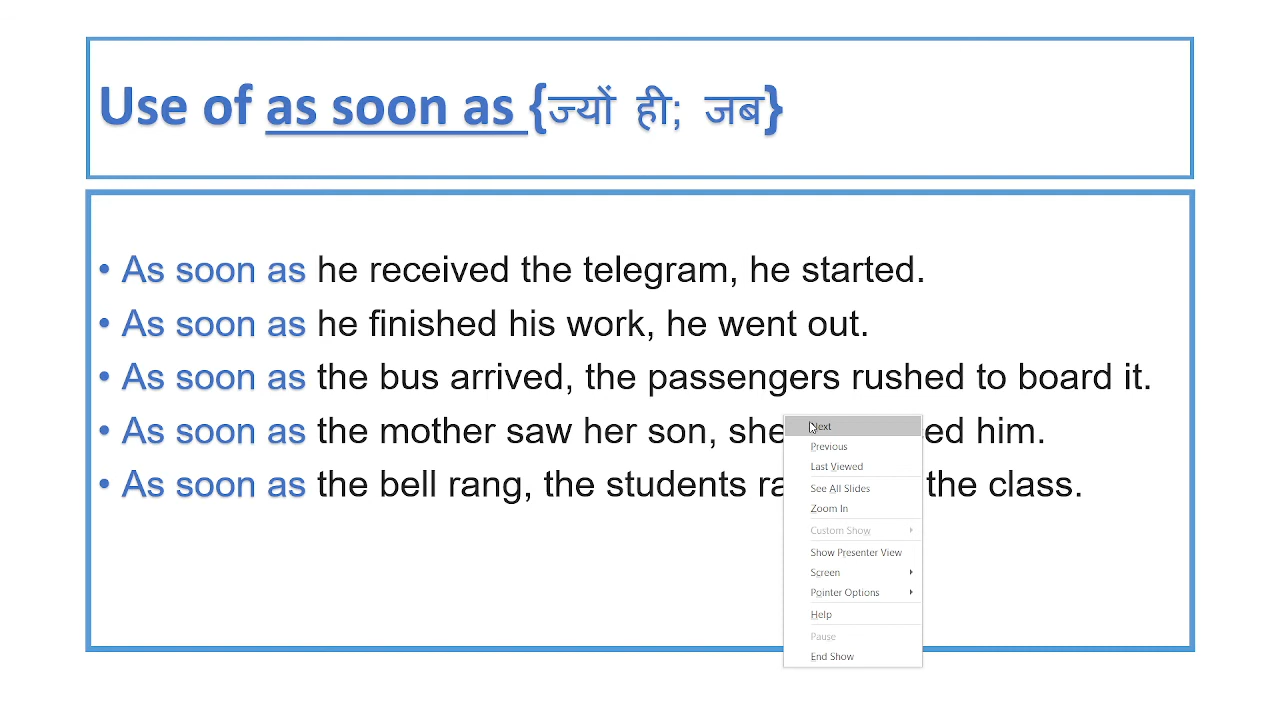 Use of as soon as {ज्यों ही; जब}
• As soon as he received the telegram, he started.
• As soon as he finished his work, he went out.
• As soon as the bus arrived, the passengers rushed to board it.
• As soon as the mother saw her son, she him.
• As soon as the bell rang, the students the class.
Next
Previous
Last Viewed
See All Slides
Zoom In
Custom Show
Show Presenter View
Screen
Pointer Options
Help
Pause
End Show